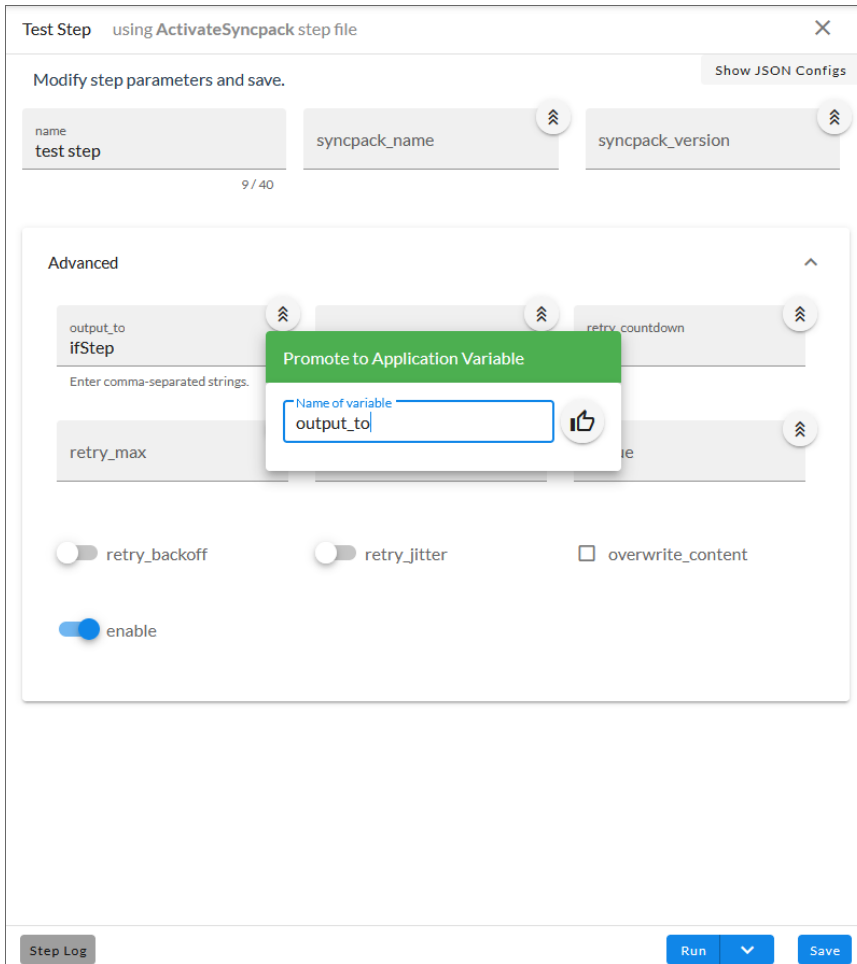 Test Step using ActivateSyncpack step file
Show JSON Configs
Modify step parameters and save.
name
test step
syncpack_name
syncpack_version
9 / 40
Advanced
output_to
ifStep
retry_countdown
Enter comma-separated strings.
Promote to Application Variable
Name of variable
output_to
retry_max
ue
retry_backoff
retry_jitter
overwrite_content
enable
Step Log
Run
Save